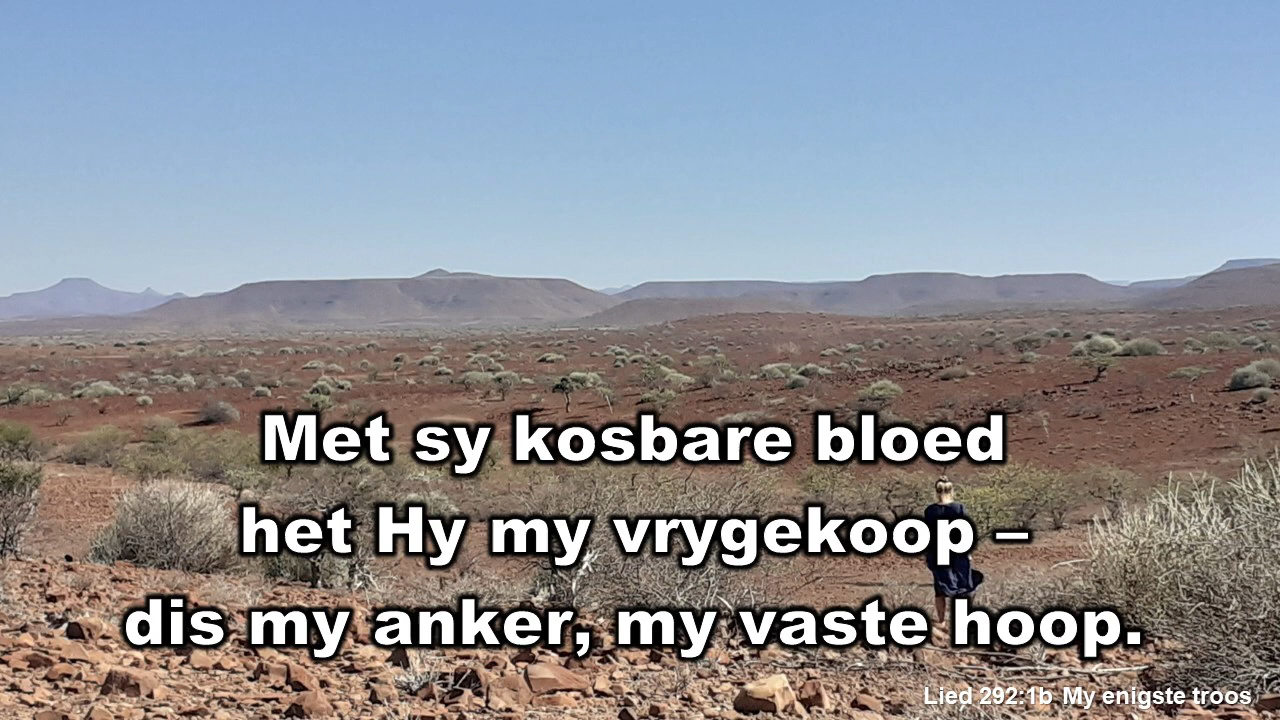 Met sy kosbare bloed
het Hy my vrygekoop –
dis my anker, my vaste hoop.
Lied 292:1b My enigste troos